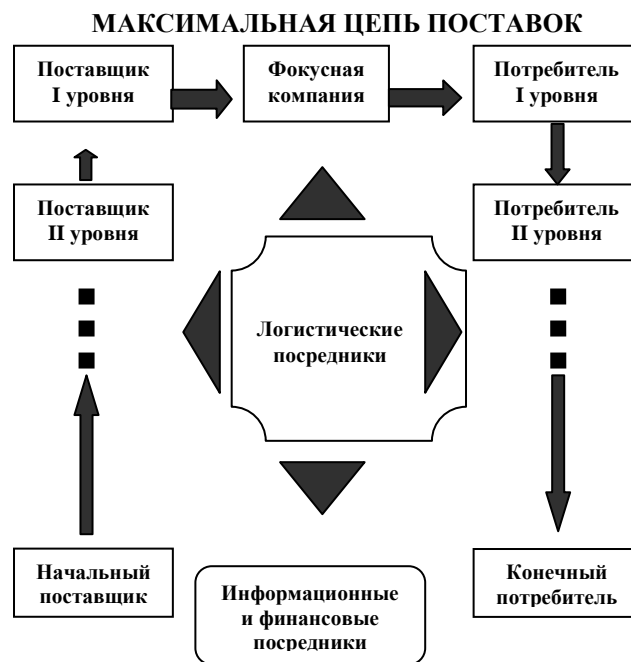 МАКСИМАЛЬНАЯ ЦЕПЬ ПОСТАВОК
Поставщик
I уровня
Фокусная
компания
Потребитель
I уровня
Поставщик
II уровня
Потребитель
II уровня
Логистические
посредники
Начальный
поставщик
Информационные
и финансовые
посредники
Конечный
потребитель